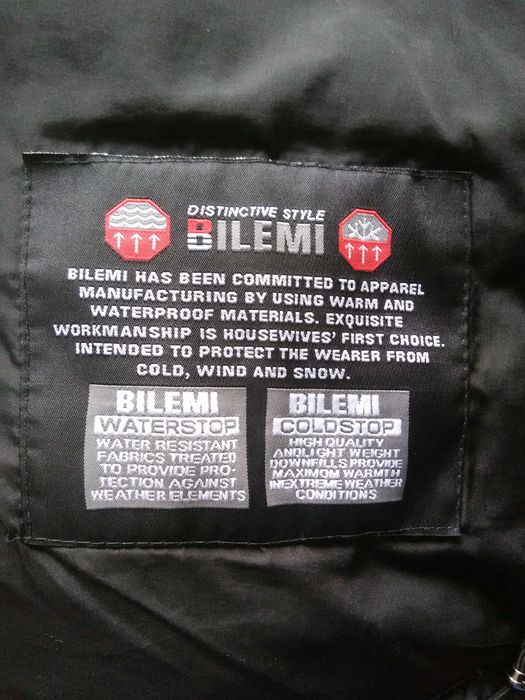 DISTINCTIVE STYLE
BILEMI
BILEMI HAS BEEN COMMITTED TO APPAREL
MANUFACTURING BY USING WARM AND
WATERPROOF MATERIALS. EXQUISITE
WORKMANSHIP IS HOUSEWIVES' FIRST CHOICE.
INTENDED TO PROTECT THE WEARER FROM
COLD, WIND AND SNOW.
BILEMI
WATERSTOP
WATER RESISTANT
FABRICS TREATED
TO PROVIDE PRO-
TECTION AGAINST
WEATHER ELEMENTS
BILEMI
COLDSTOP
HIGH QUALITY
ANDLIGHT WEIGHT
DOWNFILLS PROVIDE
MAXIMUM WARMTH
INEXTREME WEATHER
CONDITIONS